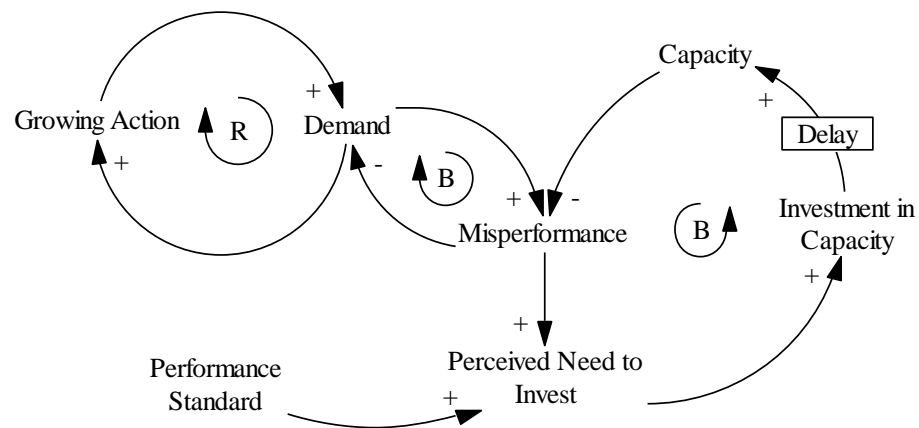 Capacity
+
+
Growing Action
R
Demand
Delay
+
-
B
+
-
Investment in
Capacity
Misperformance
B
+
+
Perceived Need to
Invest
Performance
Standard
+